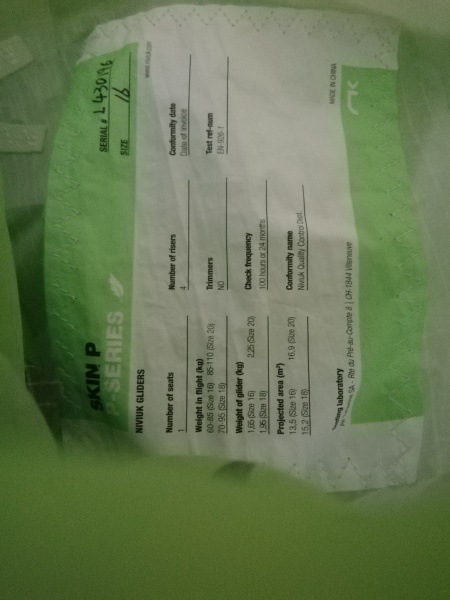 SKIN P
P-SERIES
SERIAL # L430196
SIZE 16
www.niviuk.com
NIVIUK GLIDERS
Number of seats
1
Number of risers
4
Conformity date
Date of invoice
Weight in flight (kg)
60-85 (Size 16) 85-110 (Size 20)
70-95 (Size 18)
Trimmers
NO
Test ref-num
EN-926-1
Weight of glider (kg)
1,65 (Size 16) 2,25 (Size 20)
1,95 (Size 18)
Check frequency
100 hours or 24 months
Projected area (m²)
13,5 (Size 16) 16,9 (Size 20)
15,2 (Size 18)
Conformity name
Niviuk Quality Control Dept.
laboratory
SA - Rte du Pré-au-Comte 8 | CH-1844 Villeneuve
MADE IN CHINA